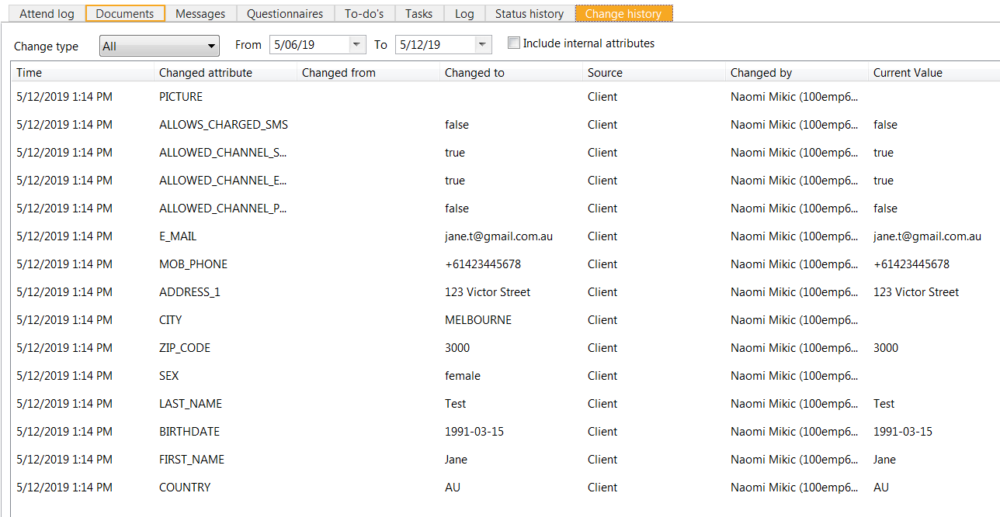 Attend log Documents Messages Questionnaires To-do's Tasks Log Status history Change history
Change type All From 5/06/19 To 5/12/19 Include internal attributes
Time Changed attribute Changed from Changed to Source Changed by Current Value
5/12/2019 1:14 PM PICTURE Client Naomi Mikic (100emp6...
5/12/2019 1:14 PM ALLOWS_CHARGED_SMS false Client Naomi Mikic (100emp6... false
5/12/2019 1:14 PM ALLOWED_CHANNEL_S... true Client Naomi Mikic (100emp6... true
5/12/2019 1:14 PM ALLOWED_CHANNEL_E... true Client Naomi Mikic (100emp6... true
5/12/2019 1:14 PM ALLOWED_CHANNEL_P... false Client Naomi Mikic (100emp6... false
5/12/2019 1:14 PM E_MAIL jane.t@gmail.com.au Client Naomi Mikic (100emp6... jane.t@gmail.com.au
5/12/2019 1:14 PM MOB_PHONE +61423445678 Client Naomi Mikic (100emp6... +61423445678
5/12/2019 1:14 PM ADDRESS_1 123 Victor Street Client Naomi Mikic (100emp6... 123 Victor Street
5/12/2019 1:14 PM CITY MELBOURNE Client Naomi Mikic (100emp6...
5/12/2019 1:14 PM ZIP_CODE 3000 Client Naomi Mikic (100emp6... 3000
5/12/2019 1:14 PM SEX female Client Naomi Mikic (100emp6...
5/12/2019 1:14 PM LAST_NAME Test Client Naomi Mikic (100emp6... Test
5/12/2019 1:14 PM BIRTHDATE 1991-03-15 Client Naomi Mikic (100emp6... 1991-03-15
5/12/2019 1:14 PM FIRST_NAME Jane Client Naomi Mikic (100emp6... Jane
5/12/2019 1:14 PM COUNTRY AU Client Naomi Mikic (100emp6... AU